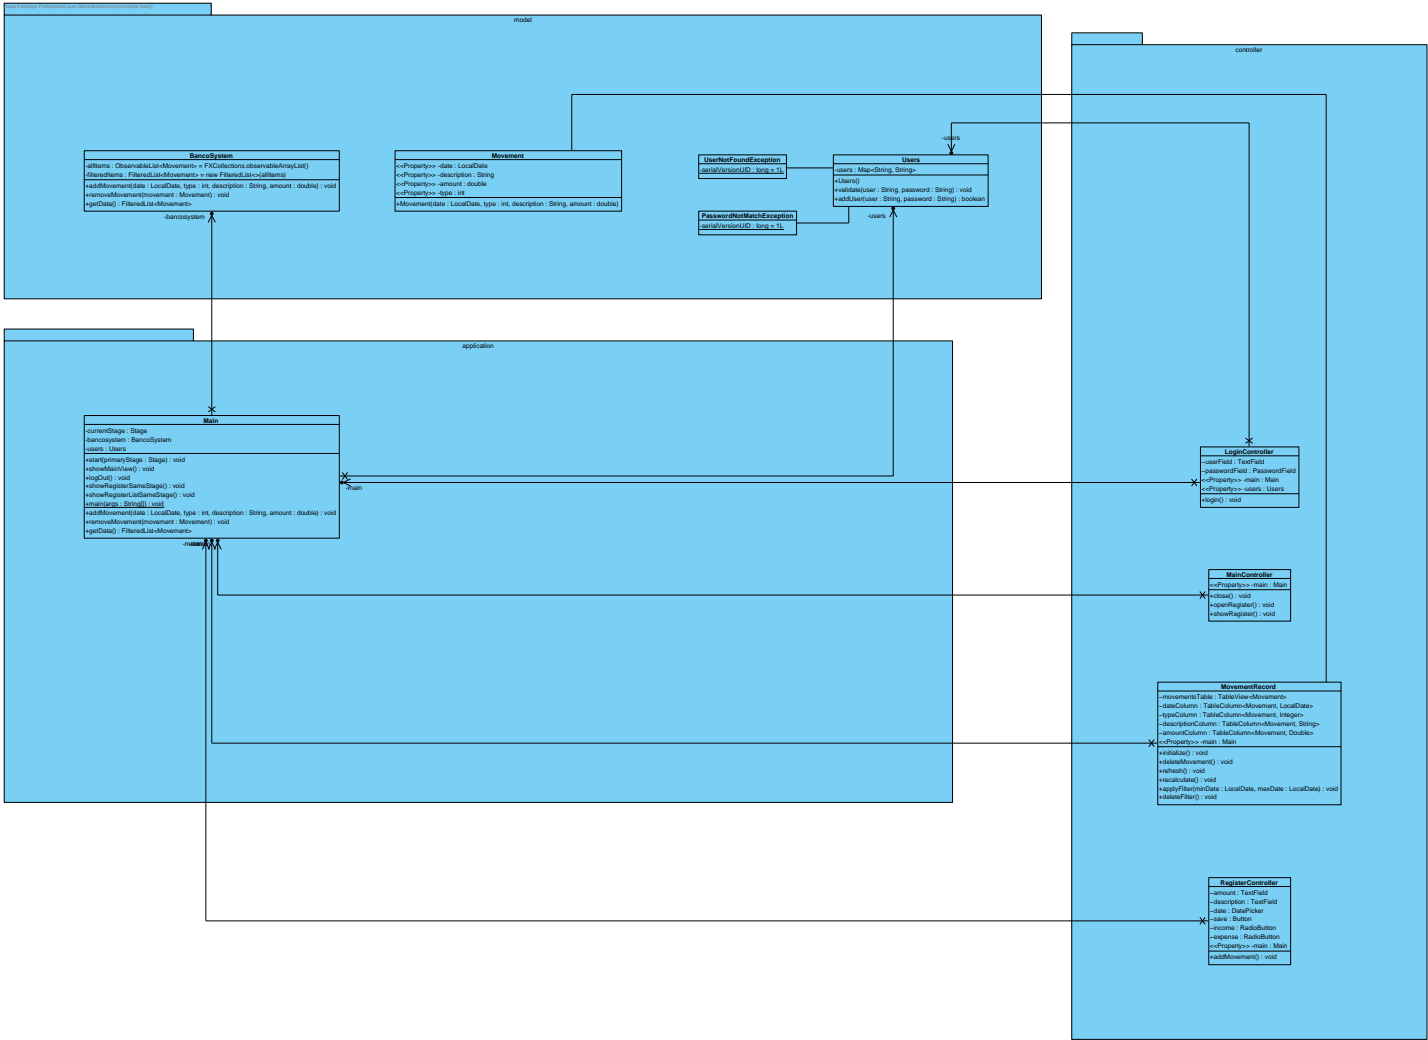 Visual Paradigm Professional
model
controller
-users
BancoSystem
-allItems : ObservableList<Movement> = FXCollections.observableArrayList()
-filteredItems : FilteredList<Movement> = new FilteredList<>(allItems)
+addMovement(date : LocalDate, type : int, description : String, amount : double) : void
+removeMovement(movement : Movement) : void
+getData() : FilteredList<Movement>
-bancosystem
Movement
<<Property>> -date : LocalDate
<<Property>> -description : String
<<Property>> -amount : double
<<Property>> -type : int
+Movement(date : LocalDate, type : int, description : String, amount : double)
UserNotFoundException
-serialVersionUID : long = 1L
PasswordNotMatchException
-serialVersionUID : long = 1L
Users
-users : Map<String, String>
+Users()
+validate(user : String, password : String) : void
+addUser(user : String, password : String) : boolean
-users
application
Main
-currentStage : Stage
-bancosystem : BancoSystem
-users : Users
+start(primaryStage : Stage) : void
+showMainView() : void
+logOut() : void
+showRegisterSameStage() : void
+showRegisterListSameStage() : void
+main(args : String[]) : void
+addMovement(date : LocalDate, type : int, description : String, amount : double) : void
+removeMovement(movement : Movement) : void
+getData() : FilteredList<Movement>
-main
LoginController
~userField : TextField
~passwordField : PasswordField
<<Property>> -main : Main
<<Property>> -users : Users
+login() : void
MainController
<<Property>> -main : Main
+close() : void
+openRegister() : void
+showRegister() : void
MovementRecord
~movementsTable : TableView<Movement>
~dateColumn : TableColumn<Movement, LocalDate>
~typeColumn : TableColumn<Movement, Integer>
~descriptionColumn : TableColumn<Movement, String>
~amountColumn : TableColumn<Movement, Double>
<<Property>> -main : Main
+initialize() : void
+deleteMovement() : void
+refresh() : void
+recalculate() : void
+applyFilter(minDate : LocalDate, maxDate : LocalDate) : void
+deleteFilter() : void
RegisterController
~amount : TextField
~description : TextField
~date : DatePicker
~save : Button
~income : RadioButton
~expense : RadioButton
<<Property>> -main : Main
+addMovement() : void